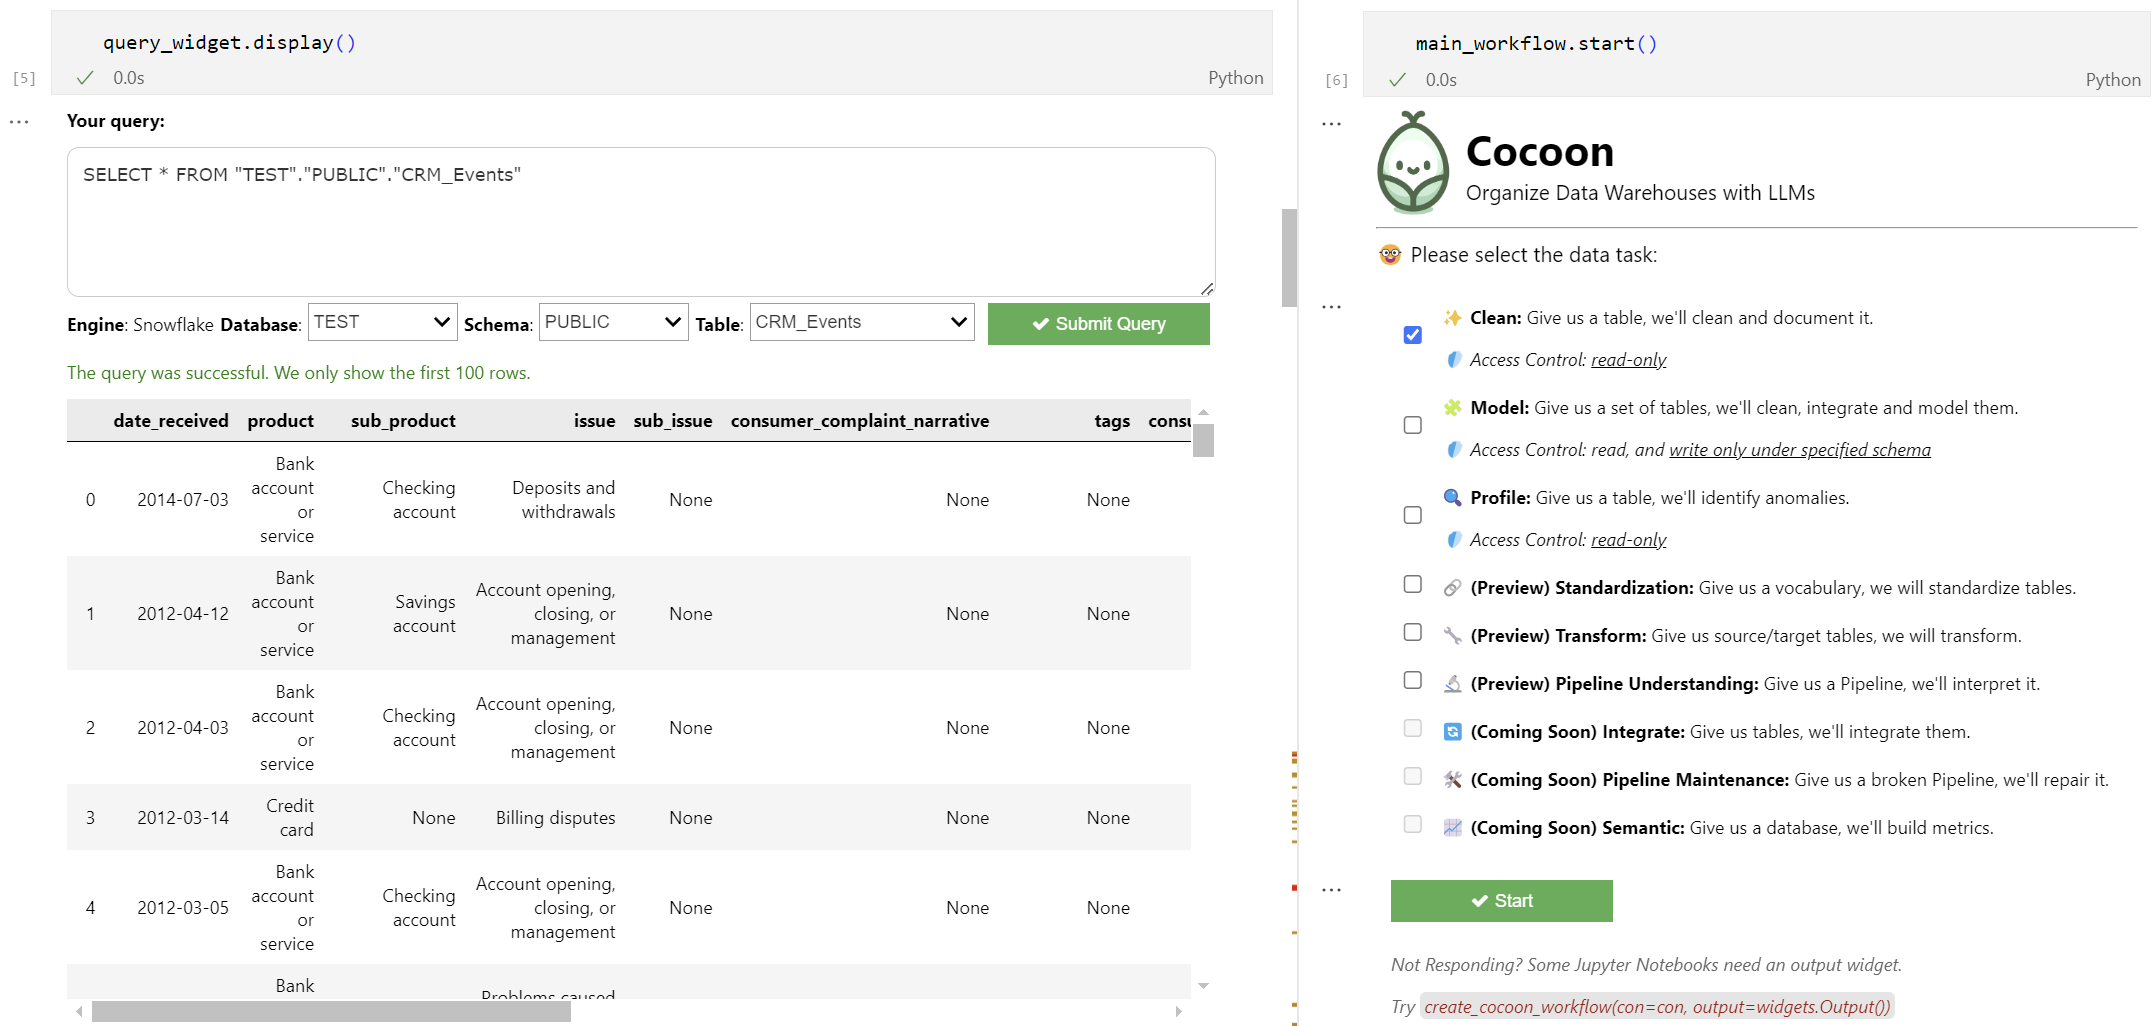 query_widget.display()
[5]
0.0s
Python
...
Your query:
SELECT * FROM "TEST"."PUBLIC"."CRM_Events"
Engine: Snowflake Database: TEST Schema: PUBLIC Table: CRM_Events Submit Query
The query was successful. We only show the first 100 rows.
date_received product sub_product issue sub_issue consumer_complaint_narrative tags
0 2014-07-03 Bank account or service Checking account Deposits and withdrawals None None None
1 2012-04-12 Bank account or service Savings account Account opening, closing, or management None None None
2 2012-04-03 Bank account or service Checking account Account opening, closing, or management None None None
3 2012-03-14 Credit card None Billing disputes None None None
4 2012-03-05 Bank account or service Checking account Account opening, closing, or management None None None
Bank Problems caused
main_workflow.start()
[6]
0.0s
Python
...
Cocoon
Organize Data Warehouses with LLMs
Please select the data task:
...
Clean: Give us a table, we'll clean and document it.
Access Control: read-only
Model: Give us a set of tables, we'll clean, integrate and model them.
Access Control: read, and write only under specified schema
Profile: Give us a table, we'll identify anomalies.
Access Control: read-only
(Preview) Standardization: Give us a vocabulary, we will standardize tables.
(Preview) Transform: Give us source/target tables, we will transform.
(Preview) Pipeline Understanding: Give us a Pipeline, we'll interpret it.
(Coming Soon) Integrate: Give us tables, we'll integrate them.
(Coming Soon) Pipeline Maintenance: Give us a broken Pipeline, we'll repair it.
(Coming Soon) Semantic: Give us a database, we'll build metrics.
...
Start
Not Responding? Some Jupyter Notebooks need an output widget.
Try create_cocoon_workflow(con=con, output=widgets.Output())